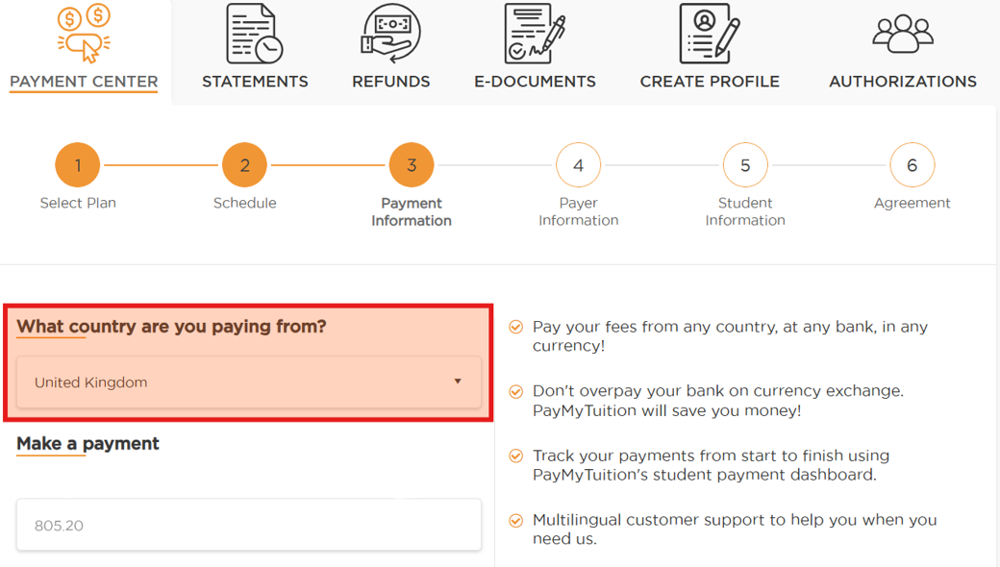 $ $
PAYMENT CENTER
STATEMENTS
REFUNDS
E-DOCUMENTS
CREATE PROFILE
AUTHORIZATIONS
1
2
3
4
5
6
Select Plan
Schedule
Payment
Information
Payer
Information
Student
Information
Agreement
What country are you paying from?
United Kingdom
Make a payment
805.20
Pay your fees from any country, at any bank, in any
currency!
Don't overpay your bank on currency exchange.
PayMyTuition will save you money!
Track your payments from start to finish using
PayMyTuition's student payment dashboard.
Multilingual customer support to help you when you
need us.